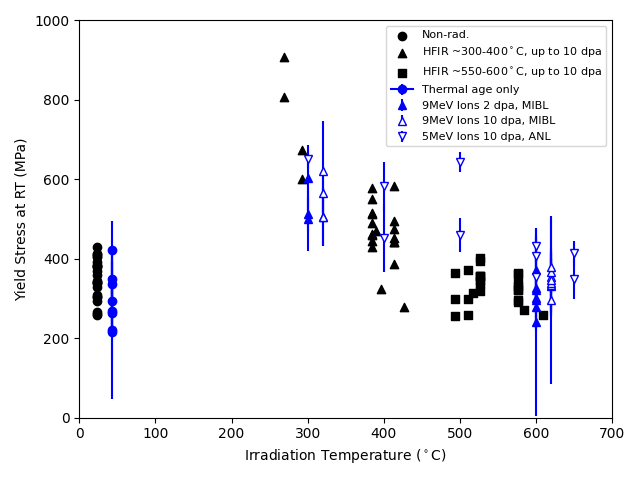 1000
800
600
400
200
0
Yield Stress at RT (MPa)
Non-rad.
HFIR ~300-400°C, up to 10 dpa
HFIR ~550-600°C, up to 10 dpa
Thermal age only
9MeV Ions 2 dpa, MIBL
9MeV Ions 10 dpa, MIBL
5MeV Ions 10 dpa, ANL
0 100 200 300 400 500 600 700
Irradiation Temperature (°C)